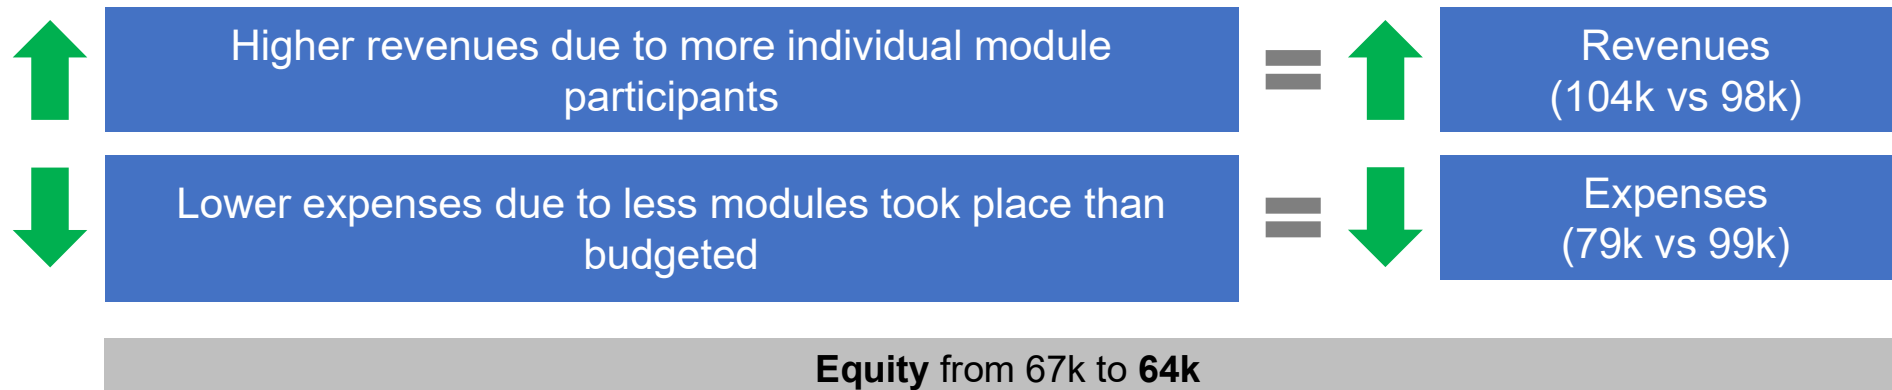 Higher revenues due to more individual module
participants
Revenues
(104k vs 98k)
Lower expenses due to less modules took place than
budgeted
Expenses
(79k vs 99k)
Equity from 67k to 64k